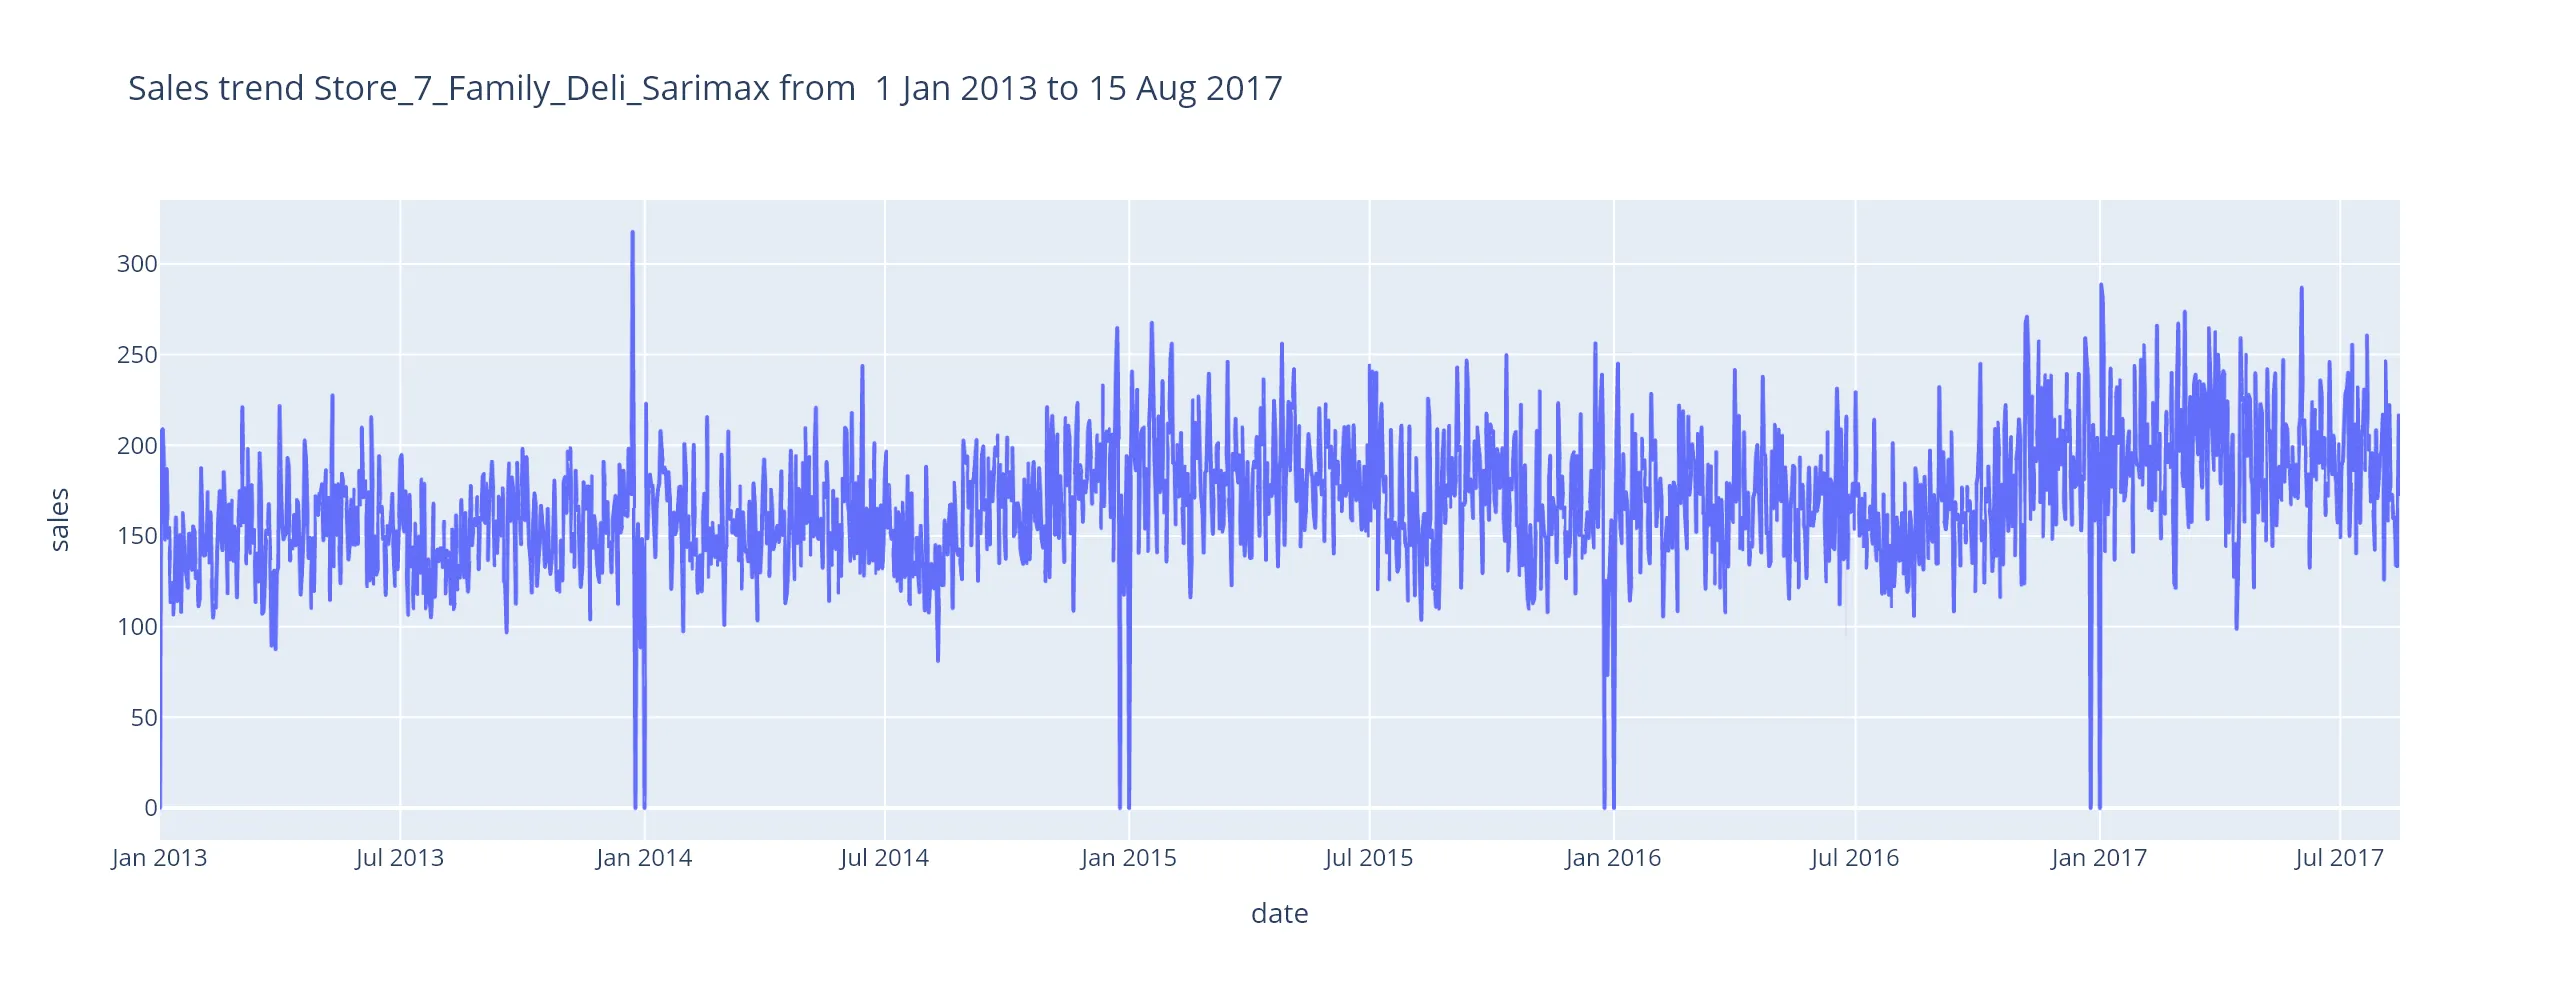 Sales trend Store_7_Family_Deli_Sarimax from  1 Jan 2013 to 15 Aug 2017
300
250
200
150
100
50
0
sales
Jan 2013
Jul 2013
Jan 2014
Jul 2014
Jan 2015
Jul 2015
Jan 2016
Jul 2016
Jan 2017
Jul 2017
date